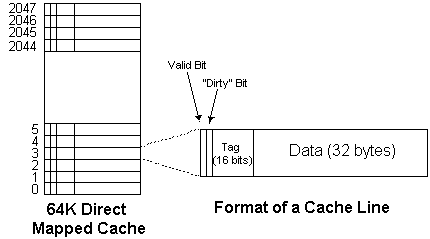 2047
2046
2045
2044
Valid Bit
"Dirty" Bit
5
4
3
2
1
0
Tag
(16 bits)
Data (32 bytes)
64K Direct
Mapped Cache
Format of a Cache Line